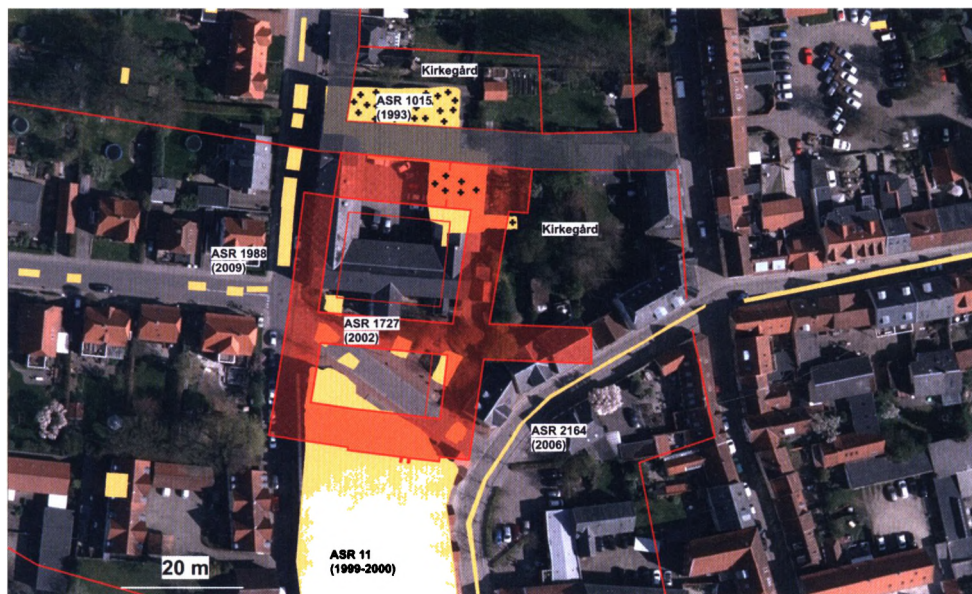 Kirkegård
ASR 1015
(1993)
Kirkegård
ASR 1988
(2009)
ASR 1727
(2002)
ASR 2164
(2006)
ASR 11
(1999-2000)
20 m